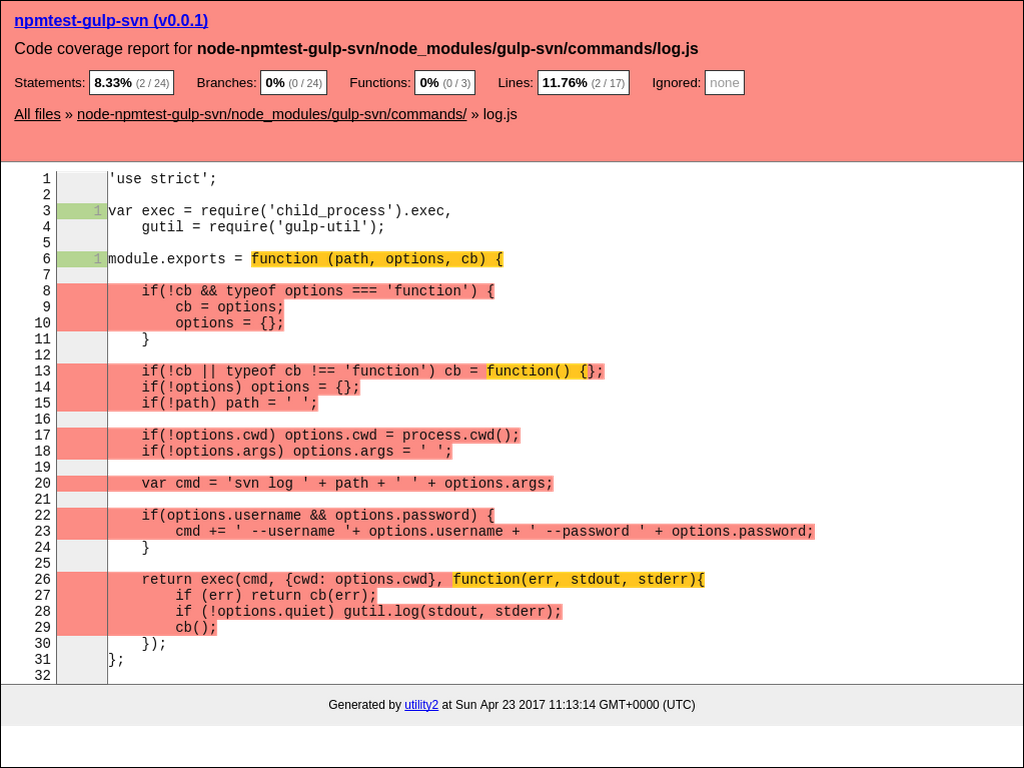 npmtest-gulp-svn (v0.0.1)
Code coverage report for node-npmtest-gulp-svn/node_modules/gulp-svn/commands/log.js
Statements: 8.33% (2 / 24) Branches: 0% (0 / 24) Functions: 0% (0 / 3) Lines: 11.76% (2 / 17) Ignored: none
All files » node-npmtest-gulp-svn/node_modules/gulp-svn/commands/ » log.js
1 'use strict';
2
3 1 var exec = require('child_process').exec,
4     gutil = require('gulp-util');
5
6 1 module.exports = function (path, options, cb) {
7
8     if(!cb && typeof options === 'function') {
9         cb = options;
10         options = {};
11     }
12
13     if(!cb || typeof cb !== 'function') cb = function() {};
14     if(!options) options = {};
15     if(!path) path = ' ';
16
17     if(!options.cwd) options.cwd = process.cwd();
18     if(!options.args) options.args = ' ';
19
20     var cmd = 'svn log ' + path + ' ' + options.args;
21
22     if(options.username && options.password) {
23         cmd += ' --username '+ options.username + ' --password ' + options.password;
24     }
25
26     return exec(cmd, {cwd: options.cwd}, function(err, stdout, stderr){
27         if (err) return cb(err);
28         if (!options.quiet) gutil.log(stdout, stderr);
29         cb();
30     });
31 };
32
Generated by utility2 at Sun Apr 23 2017 11:13:14 GMT+0000 (UTC)